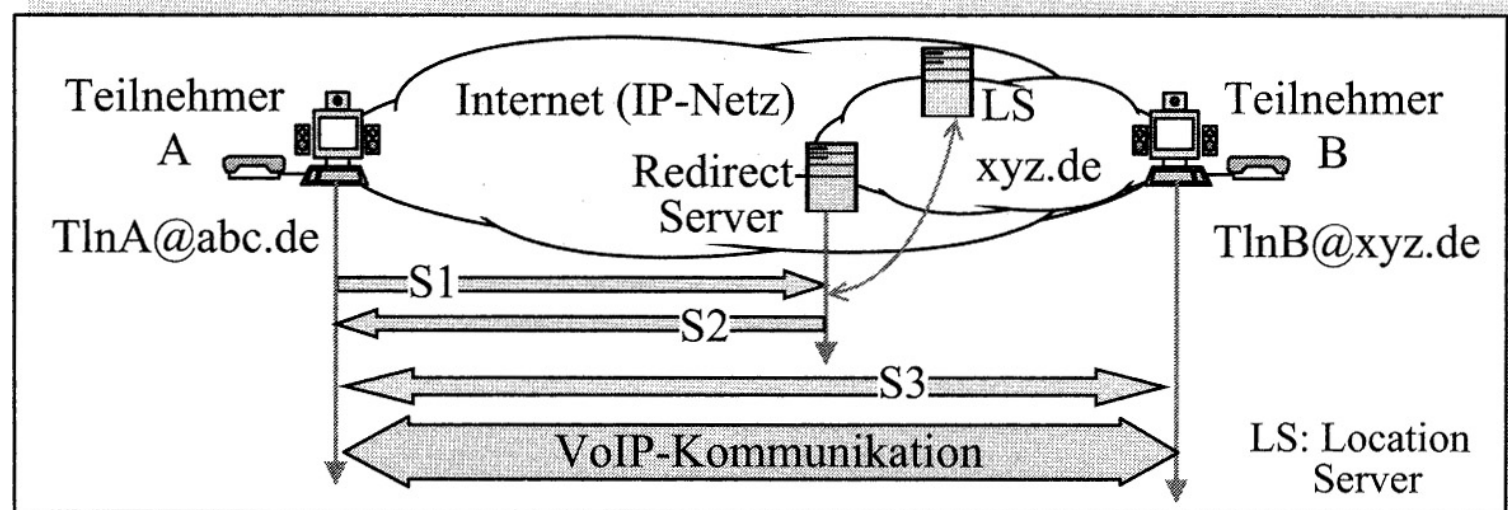 Teilnehmer
A
TlnA@abc.de
Internet (IP-Netz)
LS
Redirect
Server
xyz.de
Teilnehmer
B
TlnB@xyz.de
S1
S2
S3
VoIP-Kommunikation
LS: Location
Server